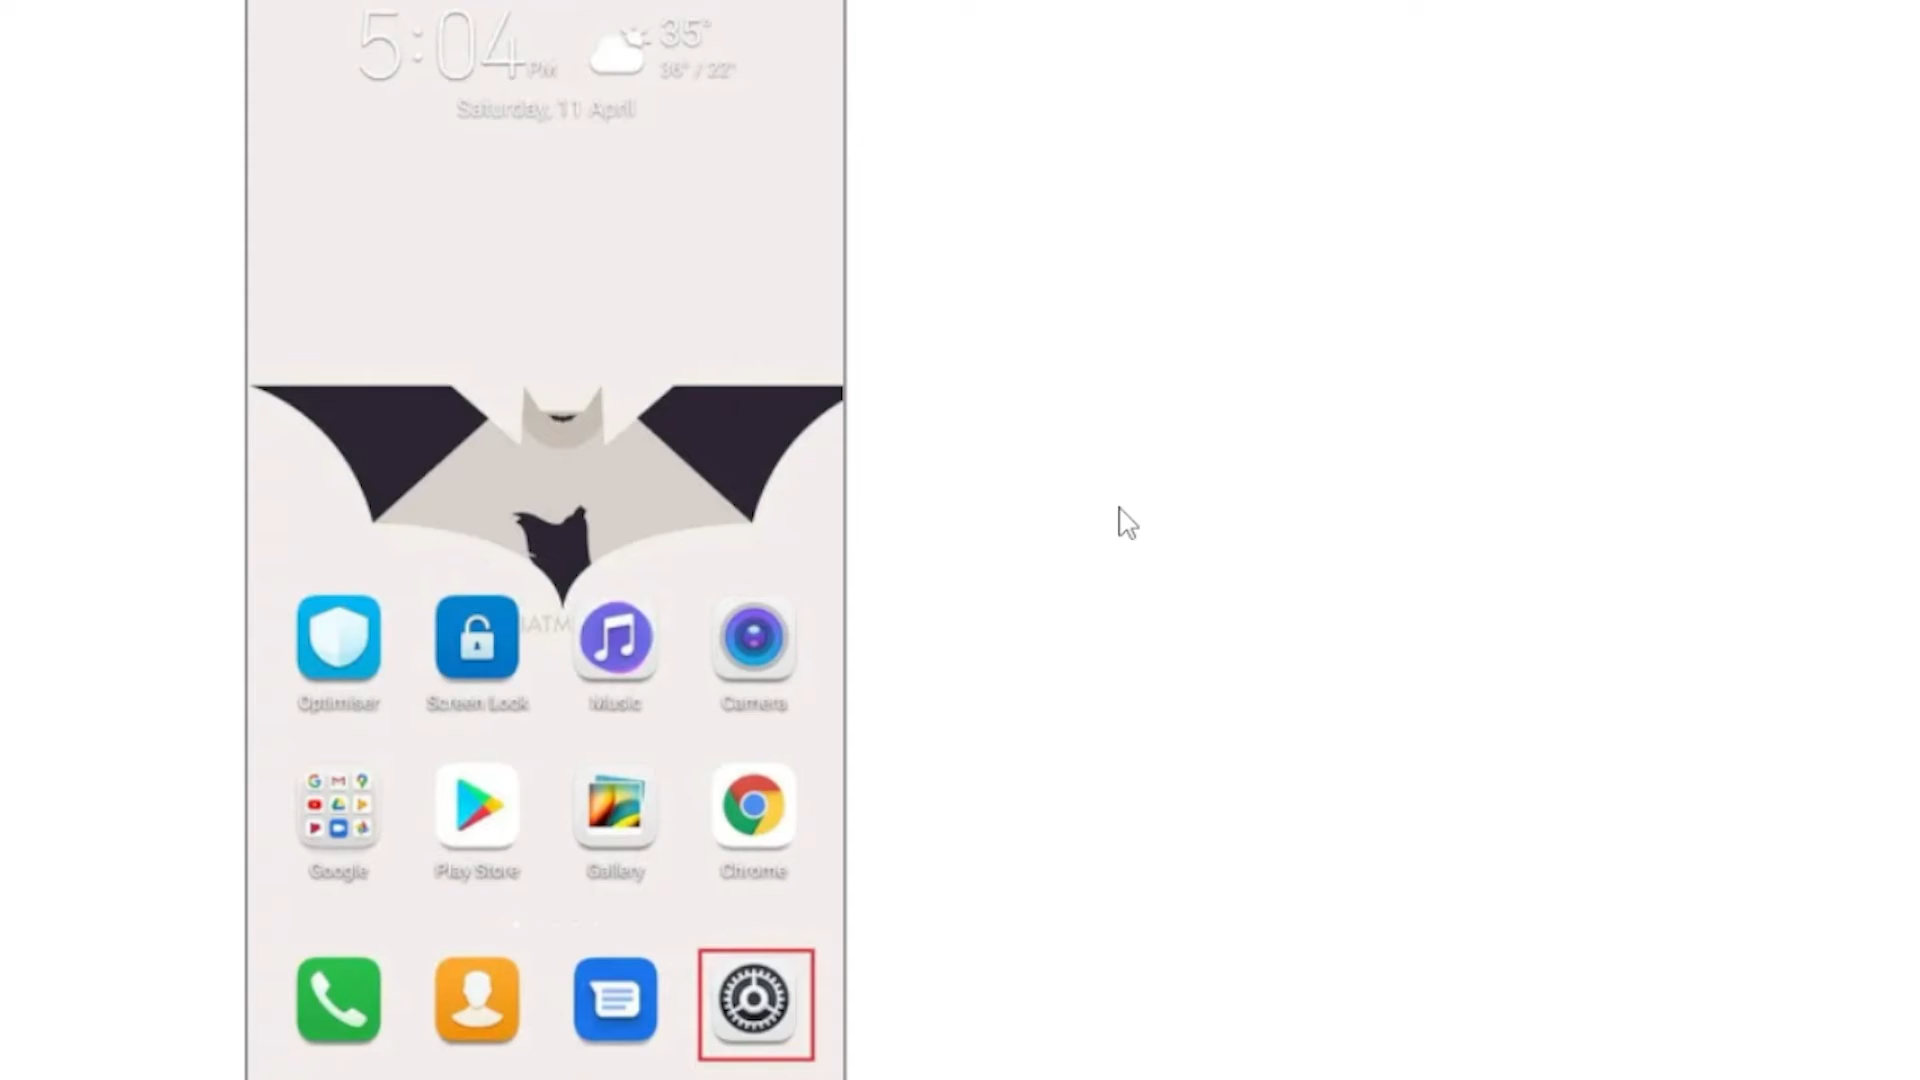 5:04 PM
35°
36° / 22°
Saturday, 11 April
IATM
Optimiser Screen Lock Music Camera
Google Play Store Gallery Chrome